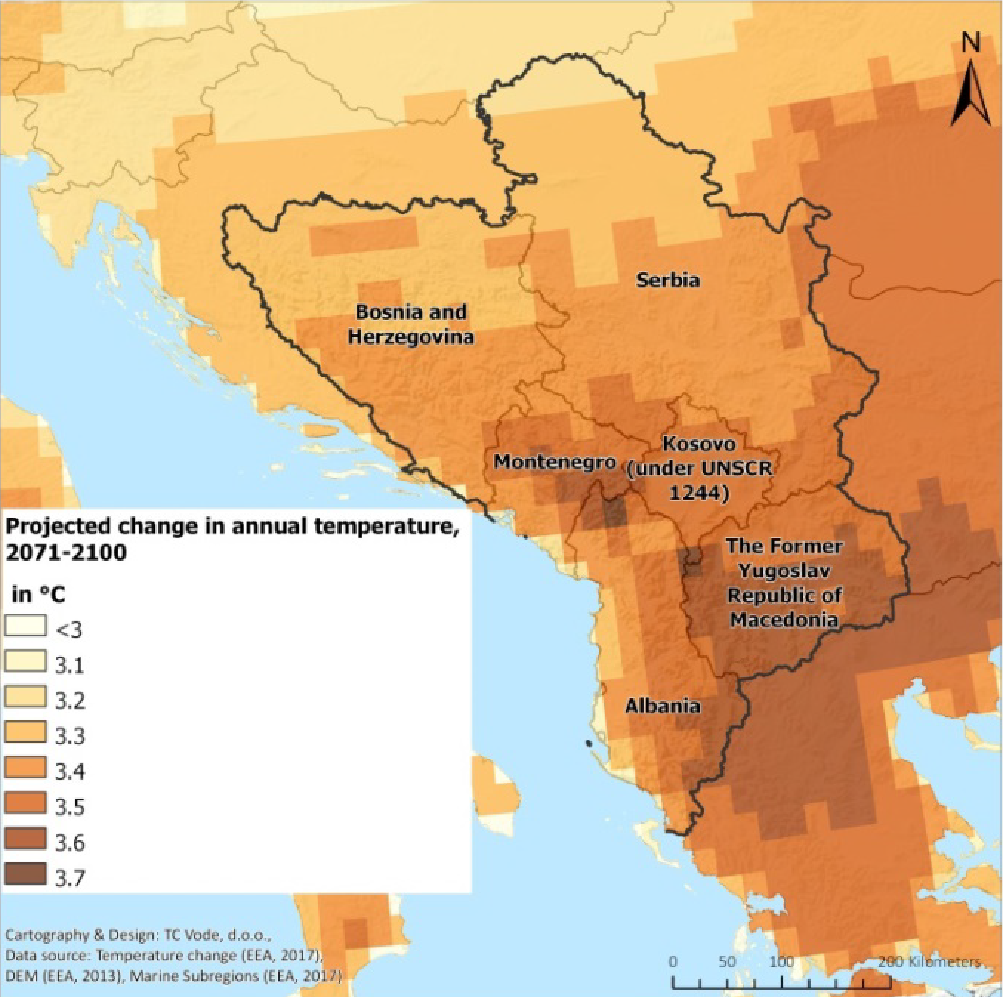 N
Serbia
Bosnia and
Herzegovina
Kosovo
(under UNSCR
1244)
Montenegro
The Former
Yugoslav
Republic of
Macedonia
Albania
Projected change in annual temperature,
2071-2100
in °C
<3
3.1
3.2
3.3
3.4
3.5
3.6
3.7
Cartography & Design: TC Vode, d.o.o.,
Data source: Temperature change (EEA, 2017),
DEM (EEA, 2013), Marine Subregions (EEA, 2017)
0 50 100 200 Kilometers